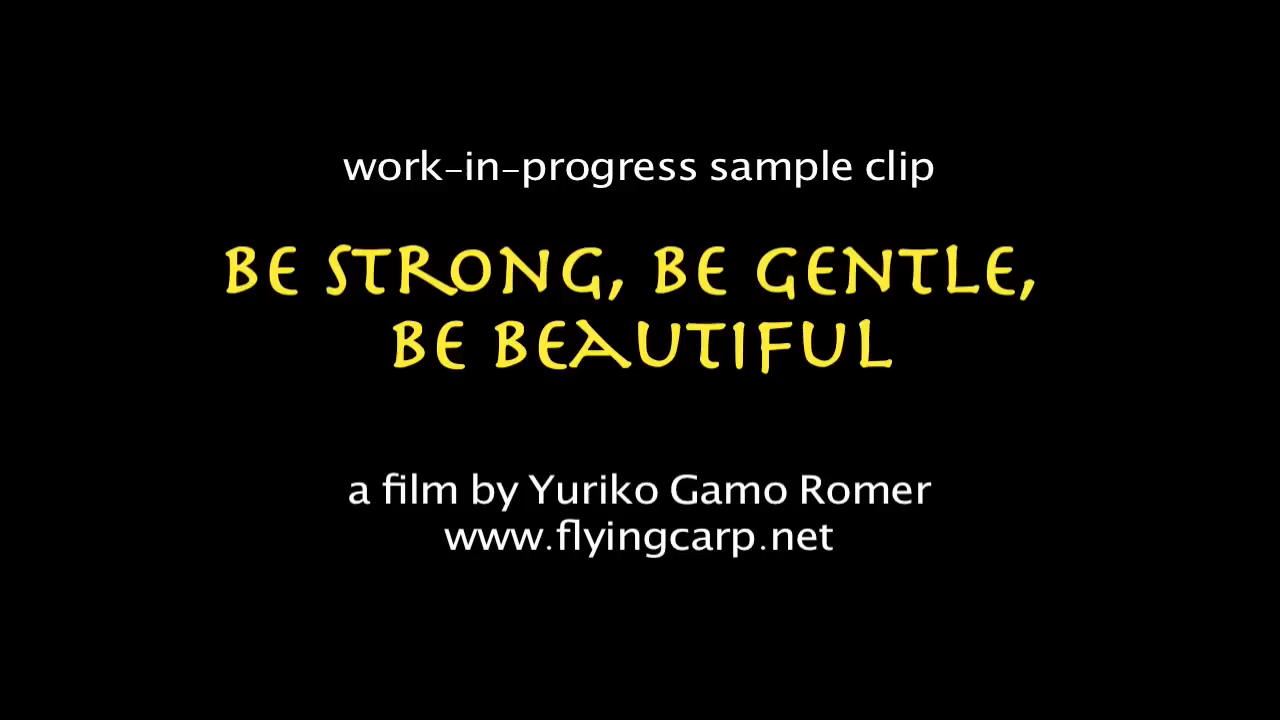 work-in-progress sample clip
BE STRONG, BE GENTLE,
BE BEAUTIFUL
a film by Yuriko Gamo Romer
www.flyingcarp.net